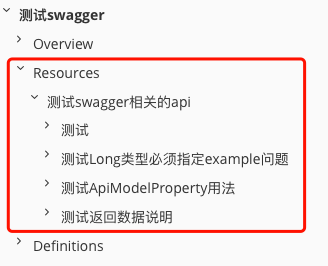 测试swagger
Overview
Resources
测试swagger相关的api
测试
测试Long类型必须指定example问题
测试ApiModelProperty用法
测试返回数据说明
Definitions